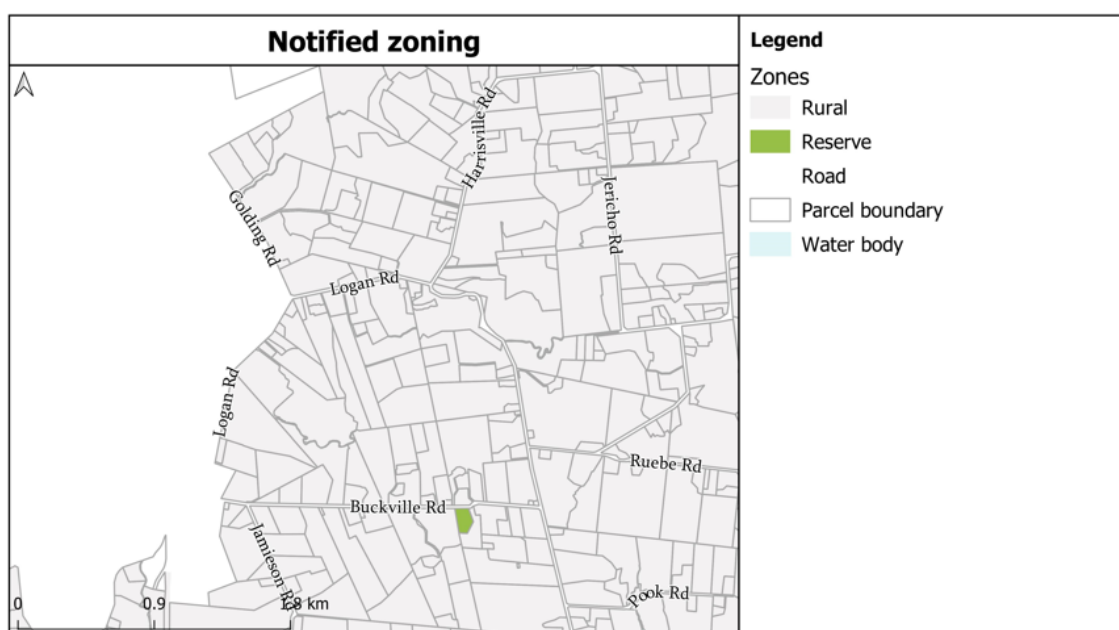 Notified zoning
Legend
Zones
Rural
Reserve
Road
Parcel boundary
Water body
Harrisville Rd
Jericho Rd
Golding Rd
Logan Rd
Logan Rd
Ruebe Rd
Buckville Rd
Jamieson Rd
Pook Rd
0 0.9 1.8 km